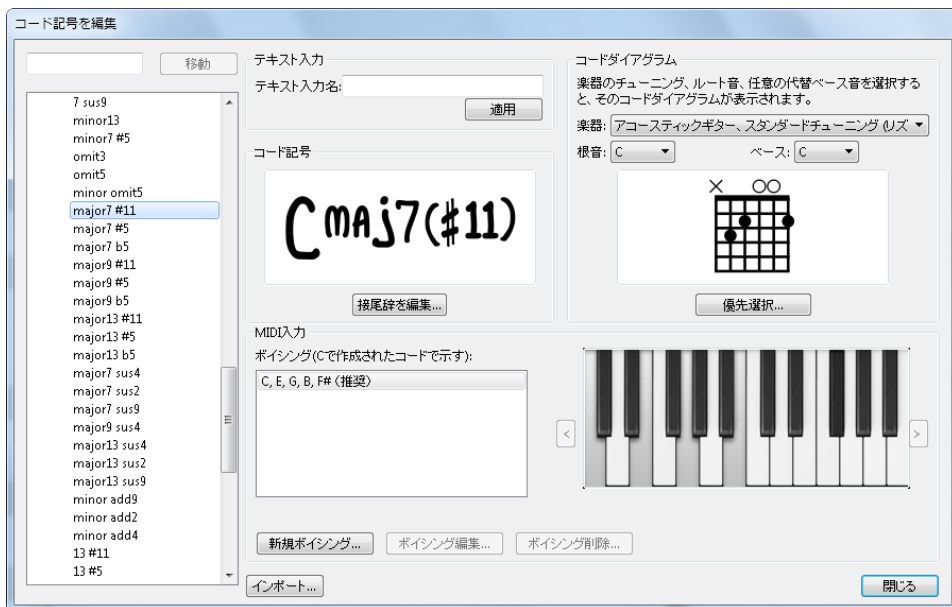 コード記号を編集
移動
7 sus9
minor13
minor7 #5
omit3
omit5
minor omit5
major7 #11
major7 #5
major7 b5
major9 #11
major9 #5
major9 b5
major13 #11
major13 #5
major13 b5
major7 sus4
major7 sus2
major7 sus9
major9 sus4
major13 sus4
major13 sus2
major13 sus9
minor add9
minor add2
minor add4
13 #11
13 #5
テキスト入力
テキスト入力名:
適用
コード記号
Cmaj7(#11)
接尾辞を編集...
コードダイアグラム
楽器のチューニング、ルート音、任意の代替ベース音を選択する
と、そのコードダイアグラムが表示されます。
楽器: アコースティックギター、スタンダードチューニング (リズ
根音: C ベース: C
X OO
優先選択...
MIDI入力
ボイシング(Cで作成されたコードで示す):
C, E, G, B, F# (推奨)
< >
新規ボイシング... ボイシング編集... ボイシング削除...
インポート... 閉じる